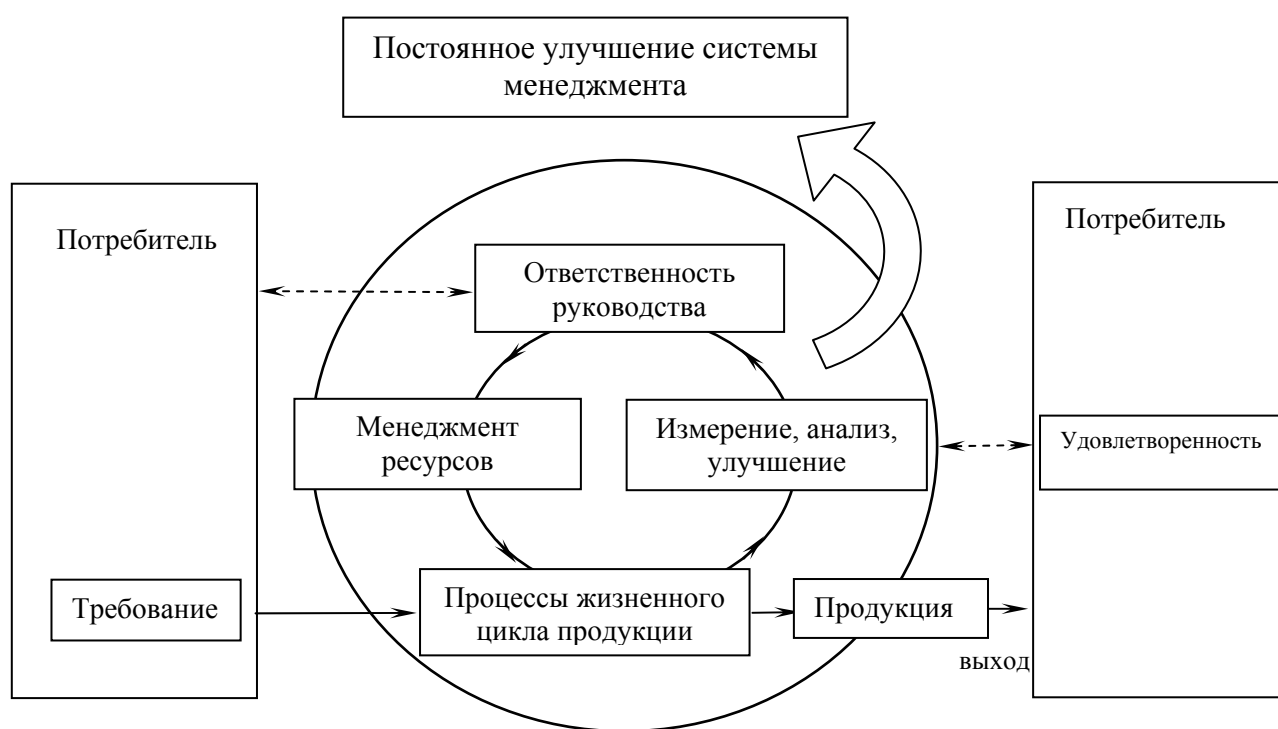 Постоянное улучшение системы
менеджмента
Потребитель
Потребитель
Ответственность
руководства
Менеджмент
ресурсов
Измерение, анализ,
улучшение
Удовлетворенность
Требование
Процессы жизненного
цикла продукции
Продукция
выход